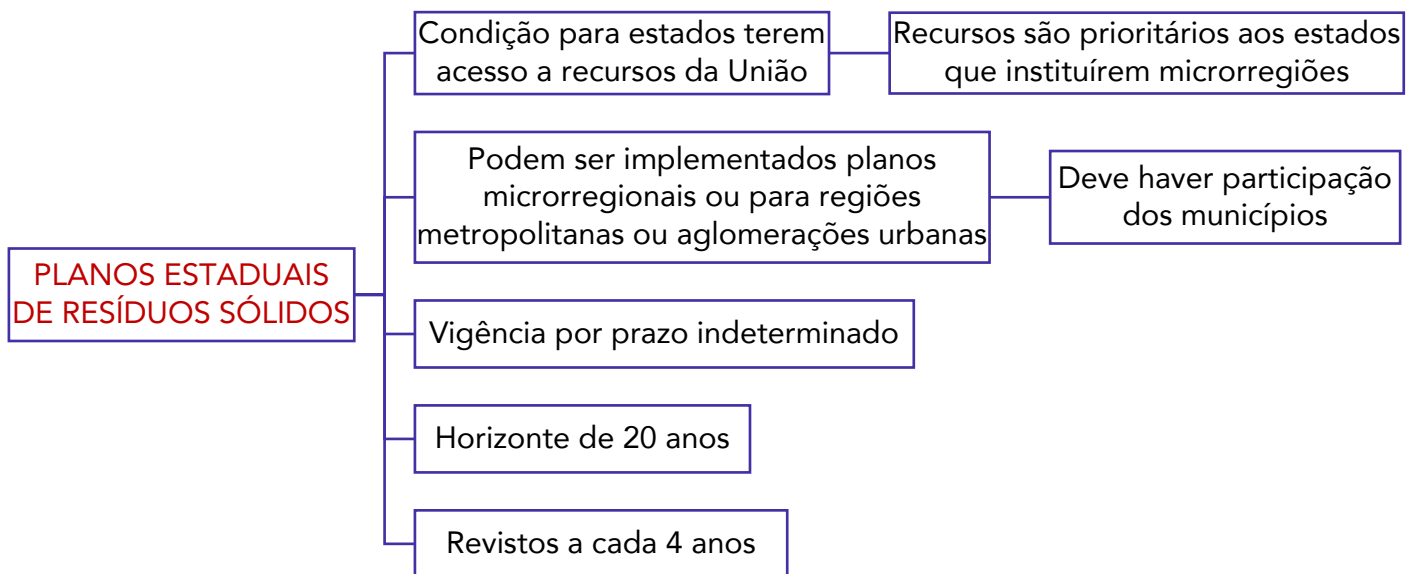 Condição para estados terem
acesso a recursos da União
Recursos são prioritários aos estados
que instituírem microrregiões
Podem ser implementados planos
microrregionais ou para regiões
metropolitanas ou aglomerações urbanas
Deve haver participação
dos municípios
PLANOS ESTADUAIS
DE RESÍDUOS SÓLIDOS
Vigência por prazo indeterminado
Horizonte de 20 anos
Revistos a cada 4 anos